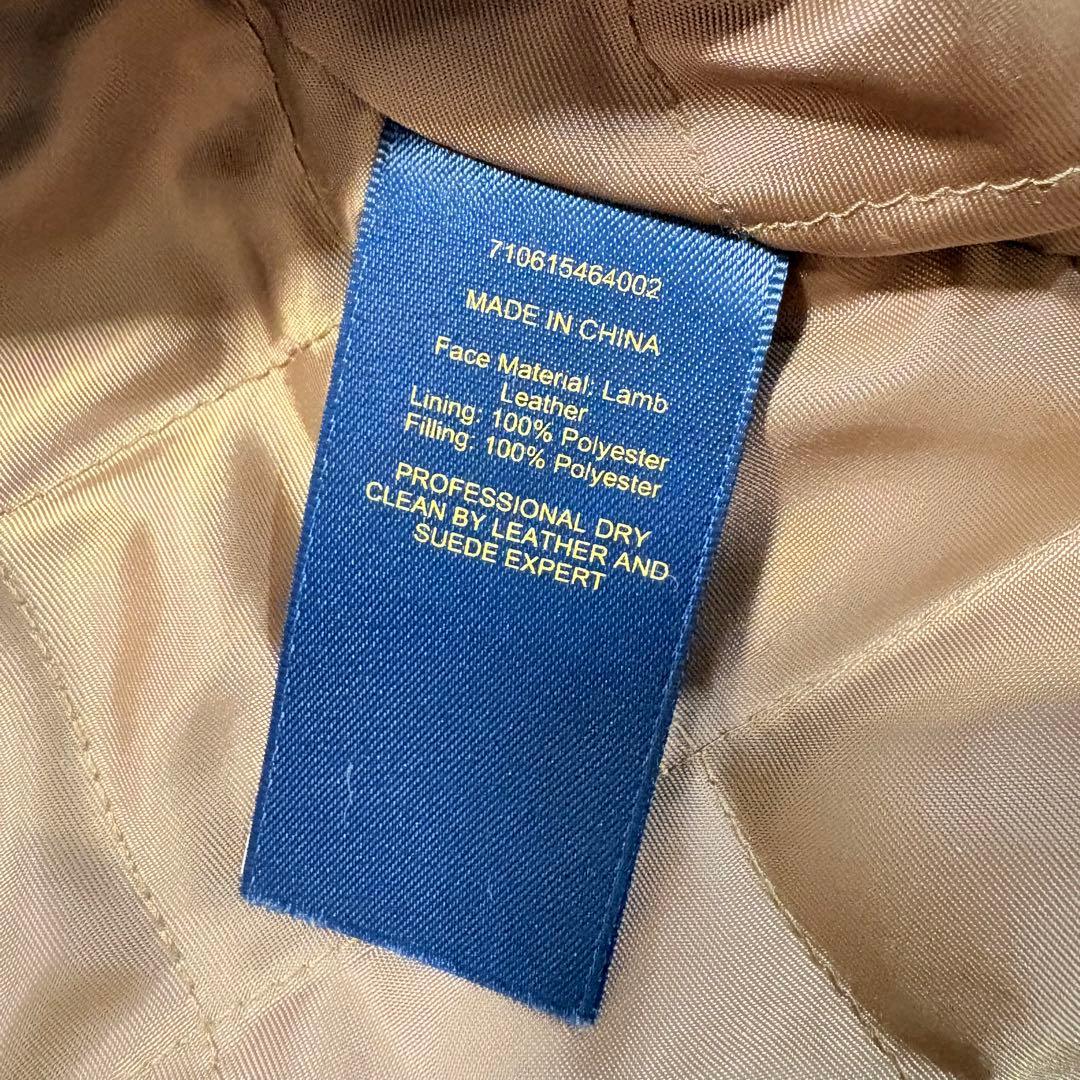 710615464002
MADE IN CHINA
Face Material: Lamb
Leather
Lining: 100% Polyester
Filling: 100% Polyester
PROFESSIONAL DRY
CLEAN BY LEATHER AND
SUEDE EXPERT